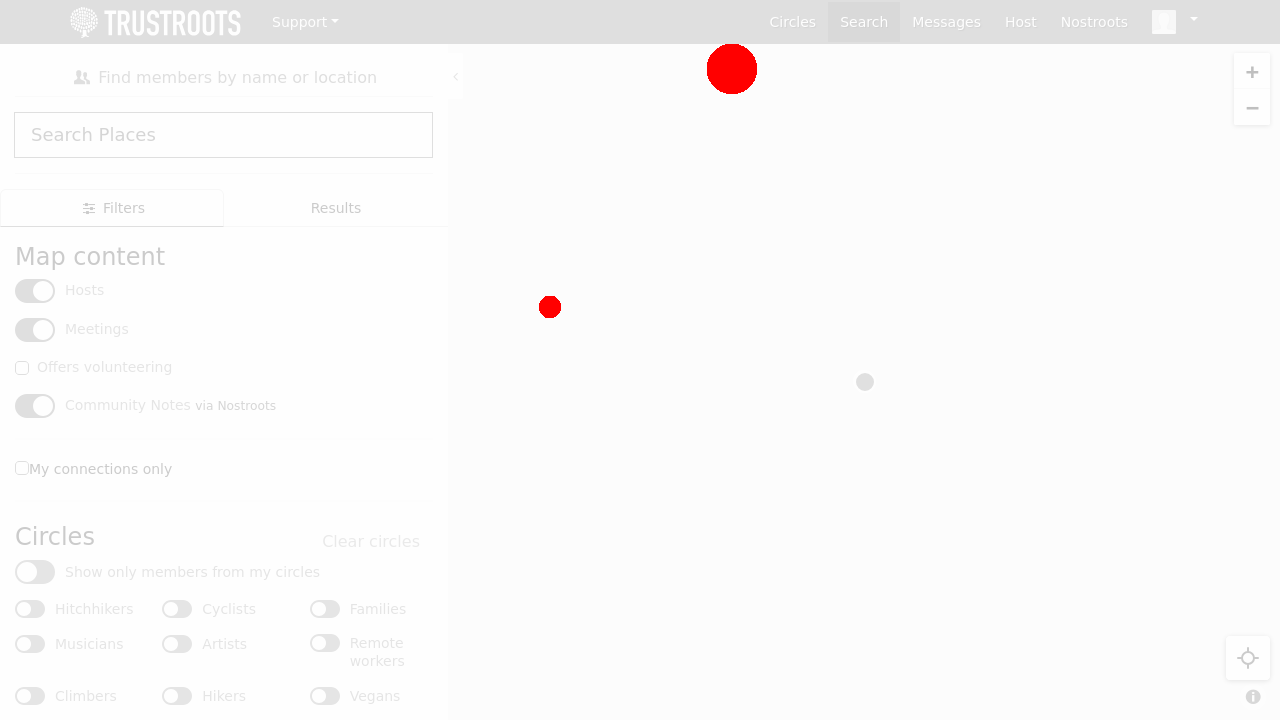 TRUSTROOTS Support Circles Search Messages Host Nostroots
Find members by name or location
+
Search Places
−
Filters Results
Map content
Hosts
Meetings
Offers volunteering
Community Notes via Nostroots
My connections only
Circles Clear circles
Show only members from my circles
Hitchhikers Cyclists Families
Musicians Artists Remote workers
Climbers Hikers Vegans